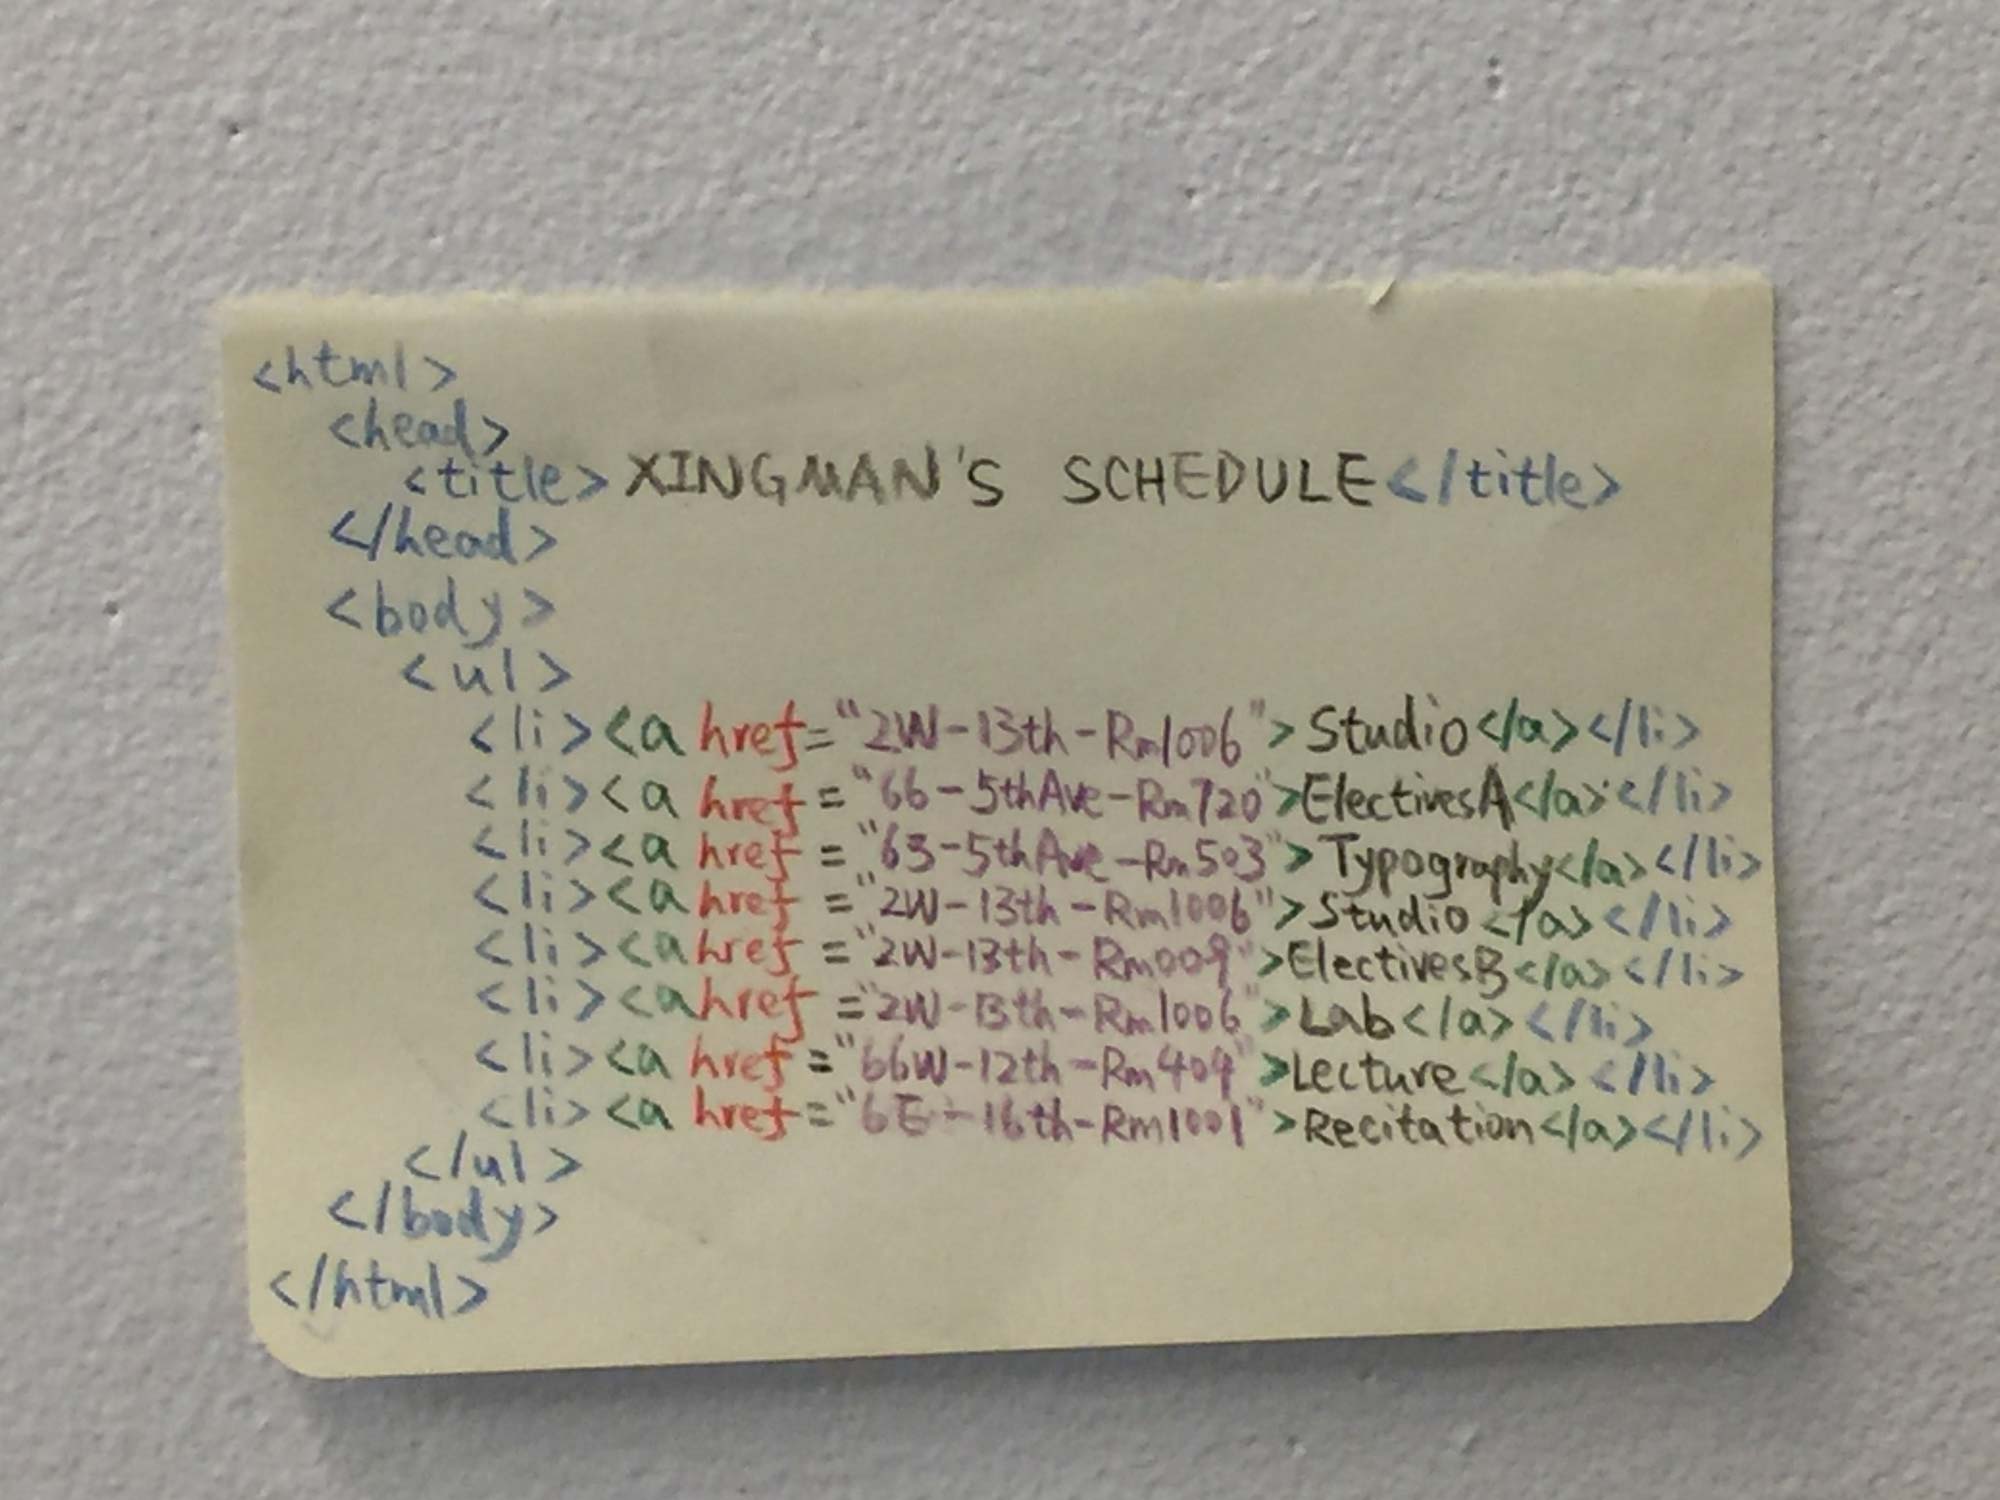 <html>
<head>
<title>XINGMAN'S SCHEDULE</title>
</head>
<body>
<ul>
<li><a href="2W-13th-Rm1006">Studio</a></li>
<li><a href="66-5thAve-Rm720">ElectivesA</a></li>
<li><a href="63-5thAve-Rm503">Typography</a></li>
<li><a href="2W-13th-Rm1006">Studio</a></li>
<li><a href="2W-13th-Rm009">ElectivesB</a></li>
<li><a href="2W-13th-Rm1006">Lab</a></li>
<li><a href="66W-12th-Rm404">Lecture</a></li>
<li><a href="6E-16th-Rm1001">Recitation</a></li>
</ul>
</body>
</html>